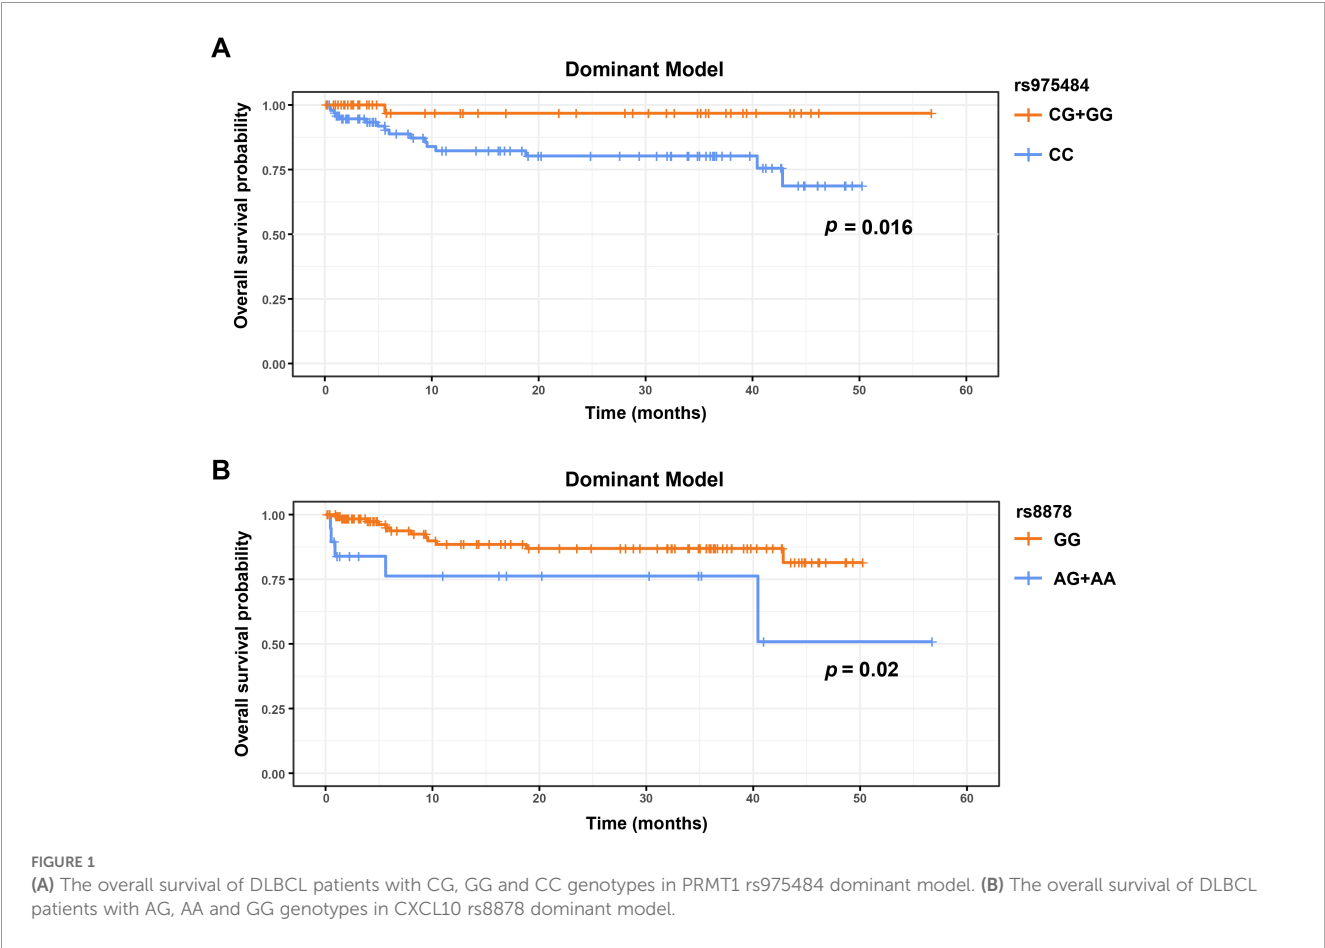 A
Dominant Model
rs975484
CG+GG
CC
Overall survival probability
1.00
0.75
0.50
0.25
0.00
p = 0.016
0 10 20 30 40 50 60
Time (months)
B
Dominant Model
rs8878
GG
AG+AA
Overall survival probability
1.00
0.75
0.50
0.25
0.00
p = 0.02
0 10 20 30 40 50 60
Time (months)
FIGURE 1
(A) The overall survival of DLBCL patients with CG, GG and CC genotypes in PRMT1 rs975484 dominant model. (B) The overall survival of DLBCL
patients with AG, AA and GG genotypes in CXCL10 rs8878 dominant model.